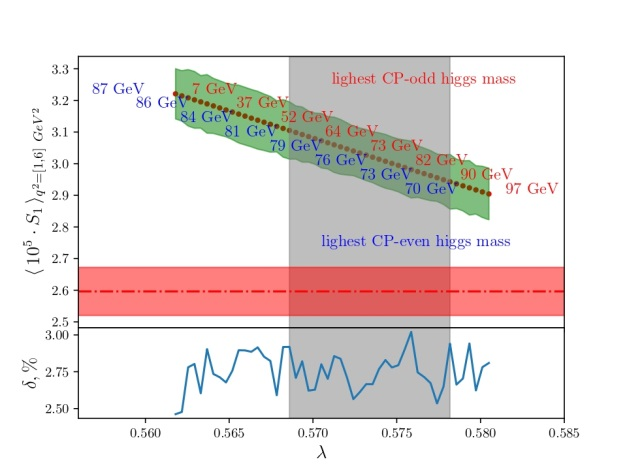 3.3
3.2
3.1
3.0
2.9
2.8
2.7
2.6
2.5
⟨ 10⁵ · S₁ ⟩q²=[1,6] GeV²
lighest CP-odd higgs mass
87 GeV
7 GeV
86 GeV
37 GeV
84 GeV
52 GeV
81 GeV
64 GeV
79 GeV
73 GeV
76 GeV
82 GeV
73 GeV
90 GeV
70 GeV
97 GeV
lighest CP-even higgs mass
3.00
2.75
2.50
δ, %
0.560 0.565 0.570 0.575 0.580 0.585
λ